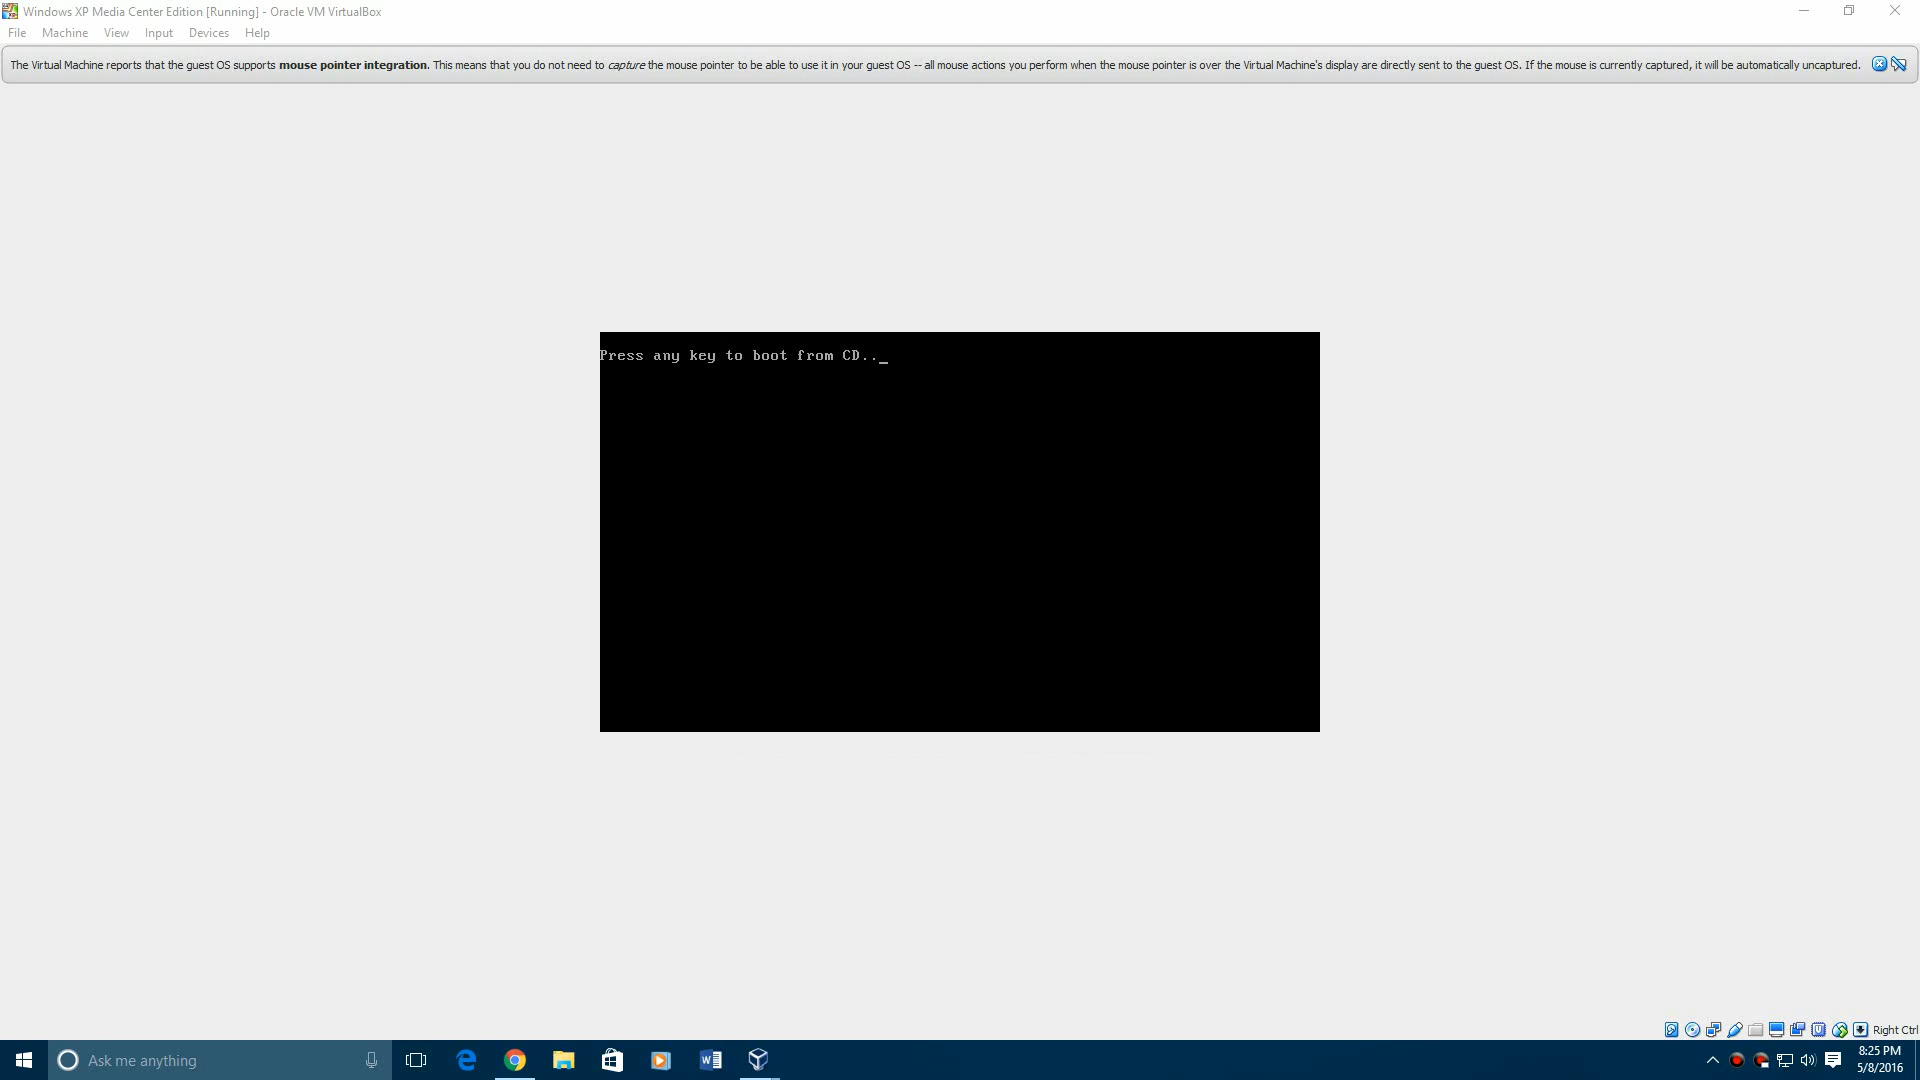 Windows XP Media Center Edition [Running] - Oracle VM VirtualBox
File Machine View Input Devices Help
The Virtual Machine reports that the guest OS supports mouse pointer integration. This means that you do not need to capture the mouse pointer to be able to use it in your guest OS -- all mouse actions you perform when the mouse pointer is over the Virtual Machine's display are directly sent to the guest OS. If the mouse is currently captured, it will be automatically uncaptured.
Press any key to boot from CD.._
Right Ctrl
Ask me anything
8:25 PM
5/8/2016